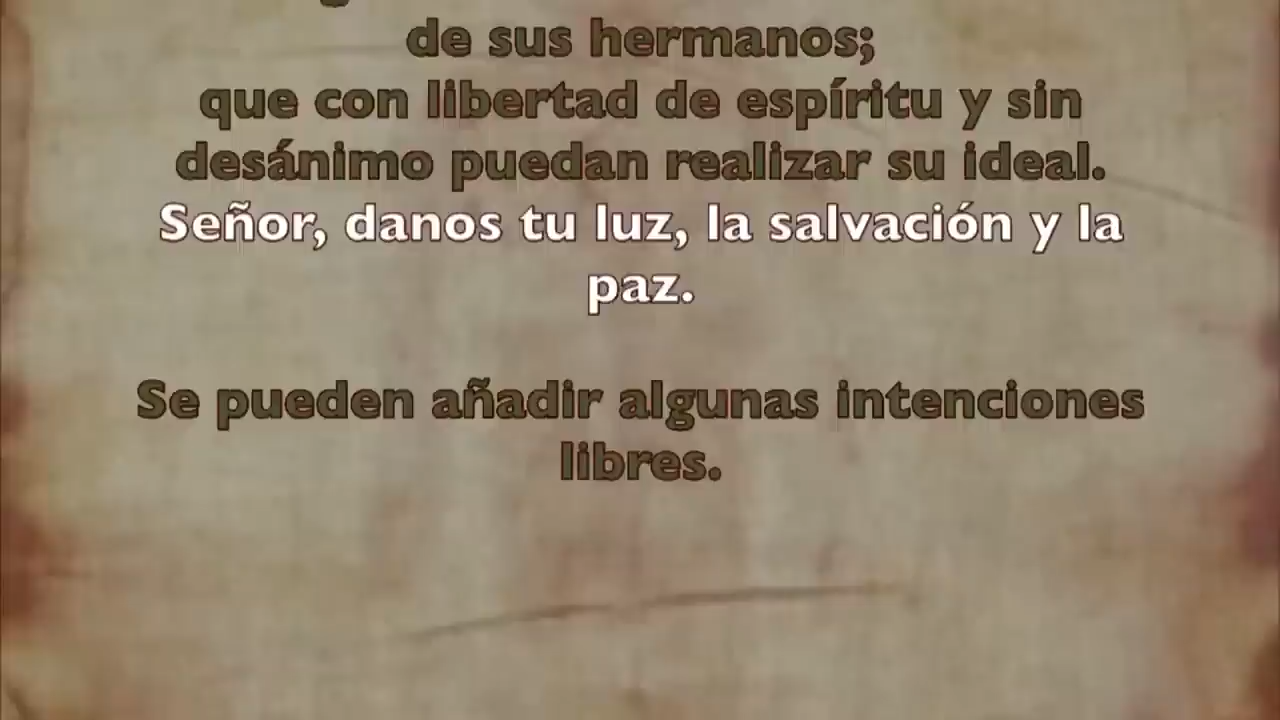 de sus hermanos;
que con libertad de espíritu y sin
desánimo puedan realizar su ideal.
Señor, danos tu luz, la salvación y la
paz.
Se pueden añadir algunas intenciones
libres.